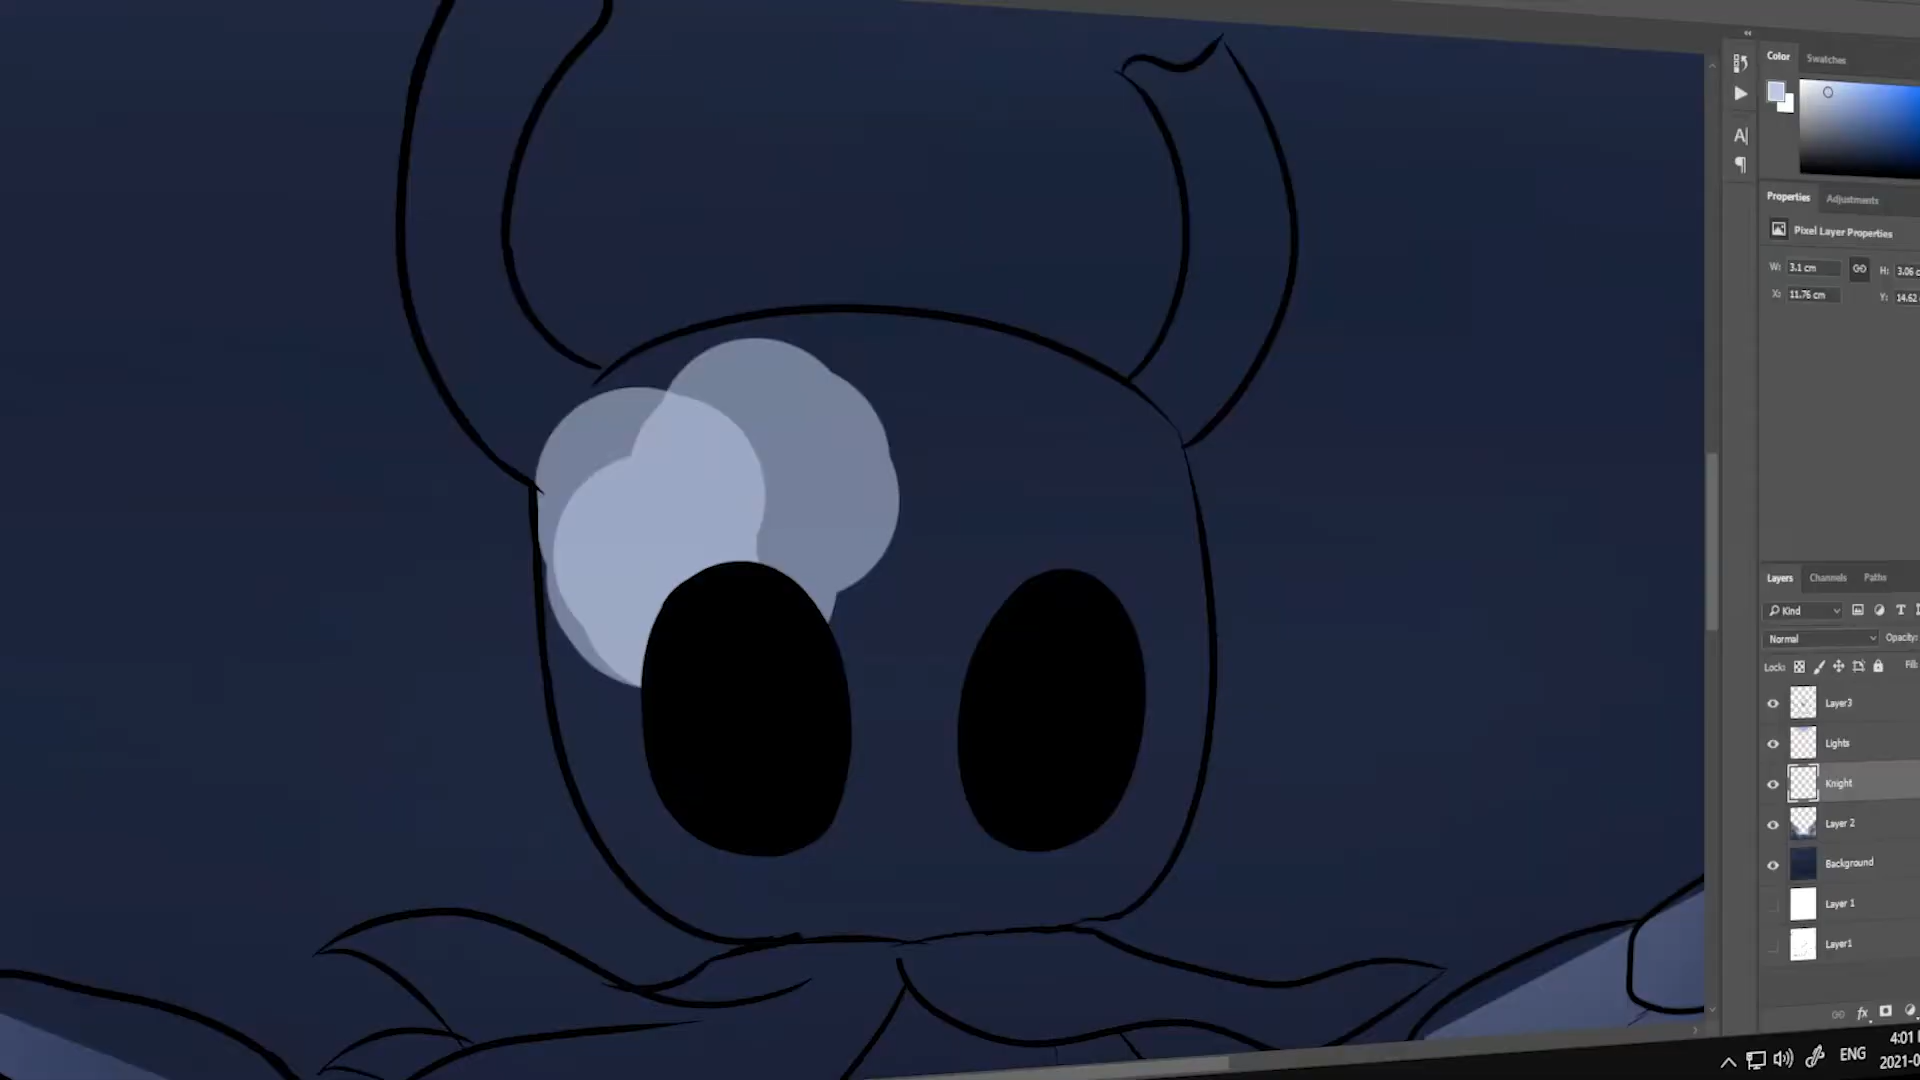 Color Swatches
A|
Properties Adjustments
Pixel Layer Properties
W: 3.1 cm H: 3.06
X: 11.76 cm Y: 14.62
Layers Channels Paths
Kind T
Normal Opacity:
Lock: Fill
Layer3
Lights
Knight
Layer 2
Background
Layer 1
Layer1
fx
4:01
ENG
2021-0